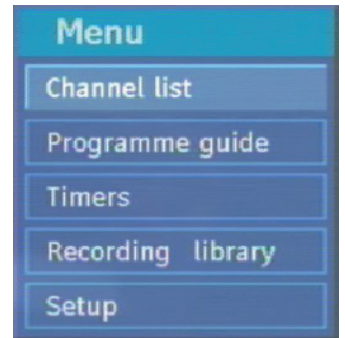 Menu
Channel list
Programme guide
Timers
Recording library
Setup